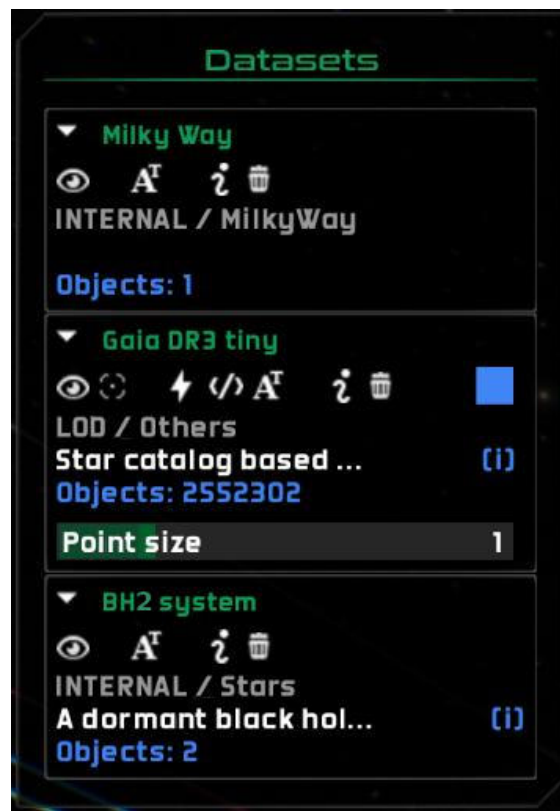 Datasets
Milky Way
INTERNAL / MilkyWay
Objects: 1
Gaia DR3 tiny
LOD / Others
Star catalog based ... (i)
Objects: 2552302
Point size 1
BH2 system
INTERNAL / Stars
A dormant black hol... (i)
Objects: 2